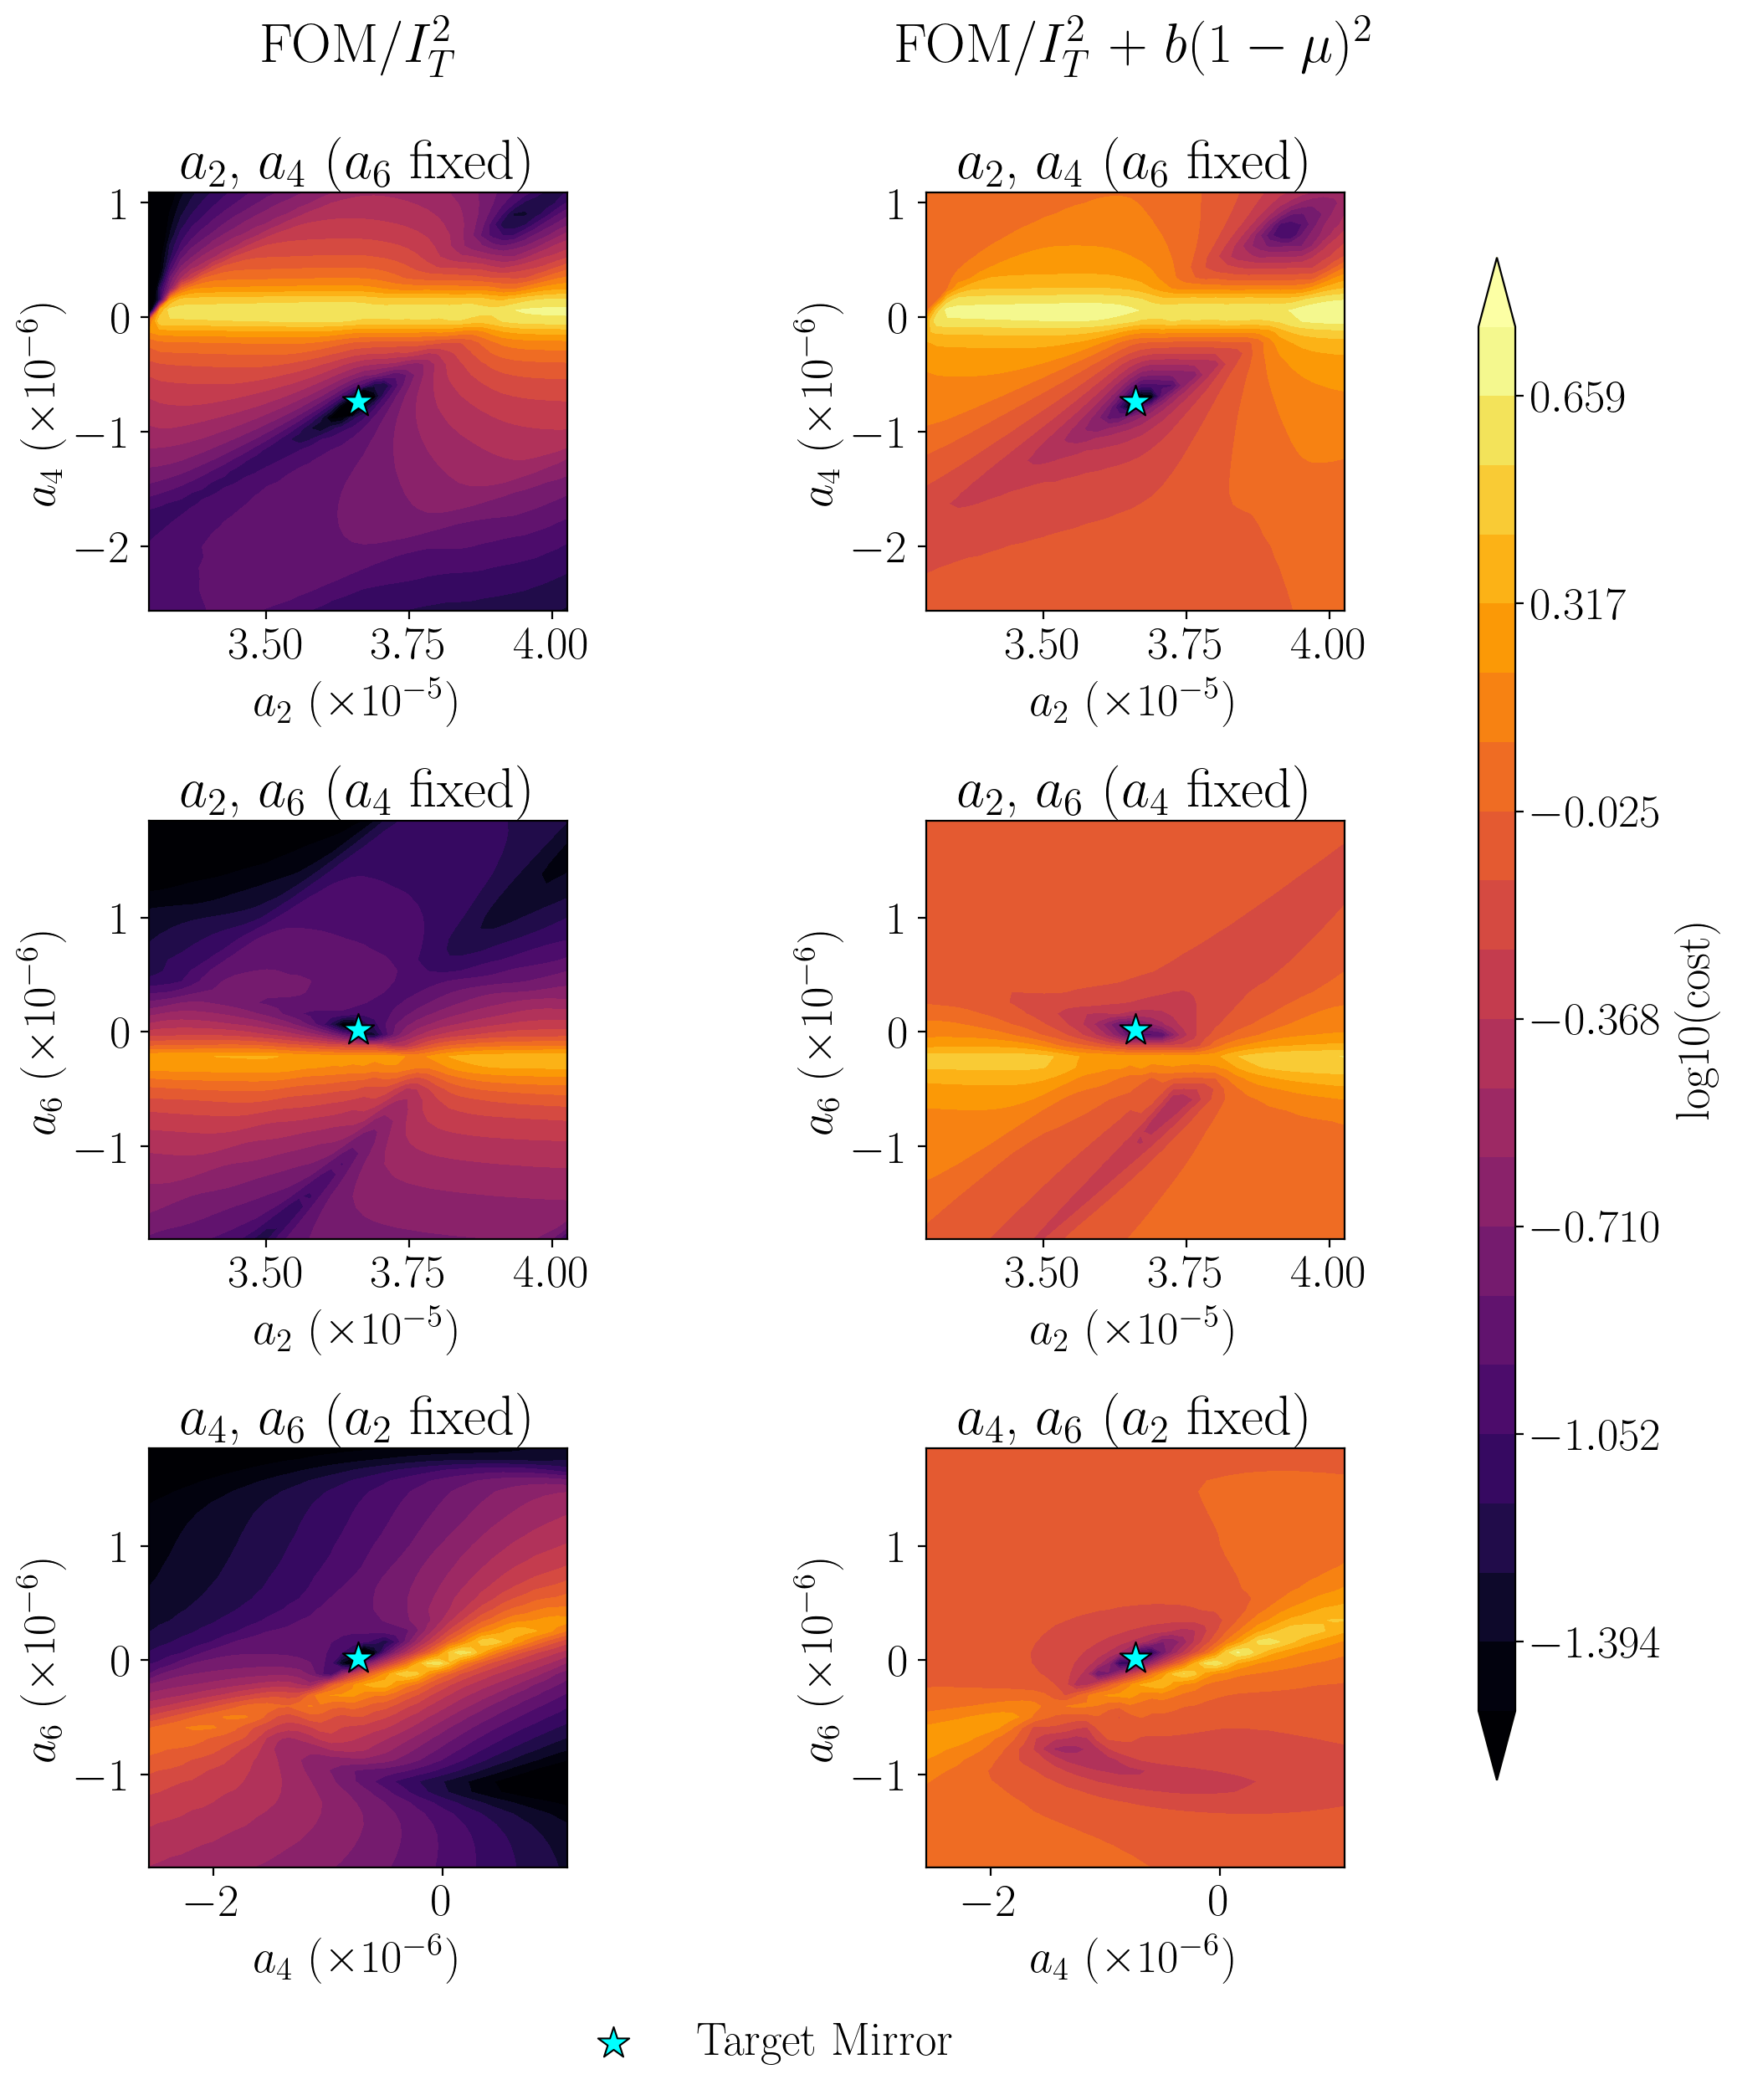 FOM/I_T^2
FOM/I_T^2 + b(1 − μ)^2
a_2, a_4 (a_6 fixed)
a_2, a_4 (a_6 fixed)
1
0
−1
−2
a_4 (×10^−6)
3.50 3.75 4.00
a_2 (×10^−5)
1
0
−1
−2
a_4 (×10^−6)
3.50 3.75 4.00
a_2 (×10^−5)
a_2, a_6 (a_4 fixed)
a_2, a_6 (a_4 fixed)
1
0
−1
a_6 (×10^−6)
3.50 3.75 4.00
a_2 (×10^−5)
1
0
−1
a_6 (×10^−6)
3.50 3.75 4.00
a_2 (×10^−5)
a_4, a_6 (a_2 fixed)
a_4, a_6 (a_2 fixed)
1
0
−1
a_6 (×10^−6)
−2 0
a_4 (×10^−6)
1
0
−1
a_6 (×10^−6)
−2 0
a_4 (×10^−6)
0.659
0.317
−0.025
−0.368
−0.710
−1.052
−1.394
log10(cost)
Target Mirror